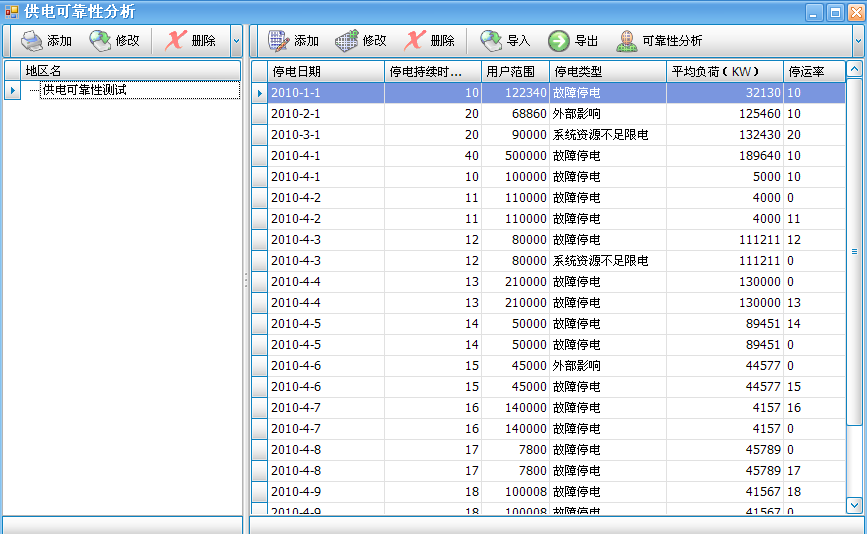 供电可靠性分析
添加 修改 删除 添加 修改 删除 导入 导出 可靠性分析
地区名
供电可靠性测试
停电日期 停电持续时... 用户范围 停电类型 平均负荷(KW) 停运率
2010-1-1 10 122340 故障停电 32130 10
2010-2-1 20 68860 外部影响 125460 10
2010-3-1 20 90000 系统资源不足限电 132430 20
2010-4-1 40 500000 故障停电 189640 10
2010-4-1 10 100000 故障停电 5000 10
2010-4-2 11 110000 故障停电 4000 0
2010-4-2 11 110000 故障停电 4000 11
2010-4-3 12 80000 故障停电 111211 12
2010-4-3 12 80000 系统资源不足限电 111211 0
2010-4-4 13 210000 故障停电 130000 0
2010-4-4 13 210000 故障停电 130000 13
2010-4-5 14 50000 故障停电 89451 14
2010-4-5 14 50000 故障停电 89451 0
2010-4-6 15 45000 外部影响 44577 0
2010-4-6 15 45000 故障停电 44577 15
2010-4-7 16 140000 故障停电 4157 16
2010-4-7 16 140000 故障停电 4157 0
2010-4-8 17 7800 故障停电 45789 0
2010-4-8 17 7800 故障停电 45789 17
2010-4-9 18 100008 故障停电 41567 18
2010-4-9 18 100008 故障停电 41567 0